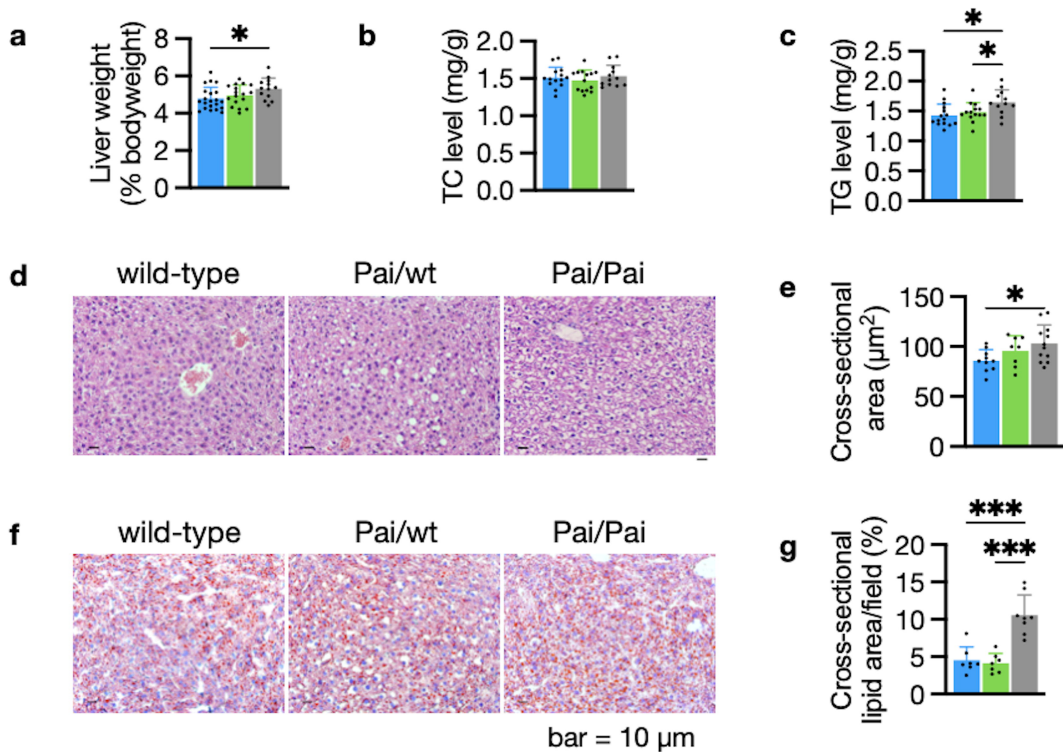 a
Liver weight
(% bodyweight)
8
6
4
2
0
*
b
TC level (mg/g)
2.0
1.5
1.0
0.5
0.0
c
TG level (mg/g)
2.5
2.0
1.5
1.0
0.5
0.0
*
*
d
wild-type
Pai/wt
Pai/Pai
e
Cross-sectional
area (µm²)
150
100
50
0
*
f
wild-type
Pai/wt
Pai/Pai
bar = 10 µm
g
Cross-sectional
lipid area/field (%)
20
15
10
5
0
***
***